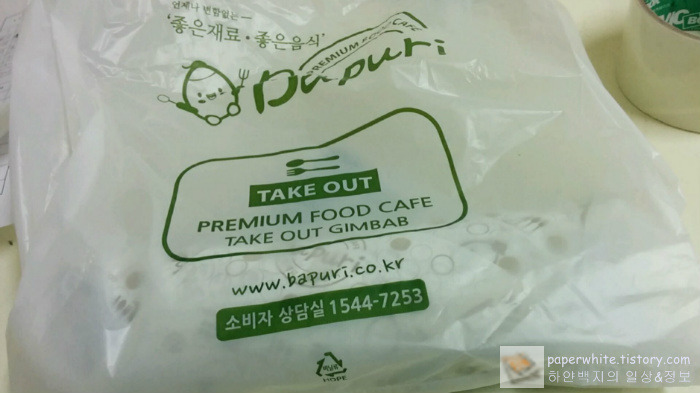 언제나 변함없는
'좋은재료·좋은음식'
PREMIUM FOOD CAFE
Bapuri
TAKE OUT
PREMIUM FOOD CAFE
TAKE OUT GIMBAB
www.bapuri.co.kr
소비자 상담실 1544-7253
HDPE
paperwhite.tistory.com
하얀백지의 일상&정보